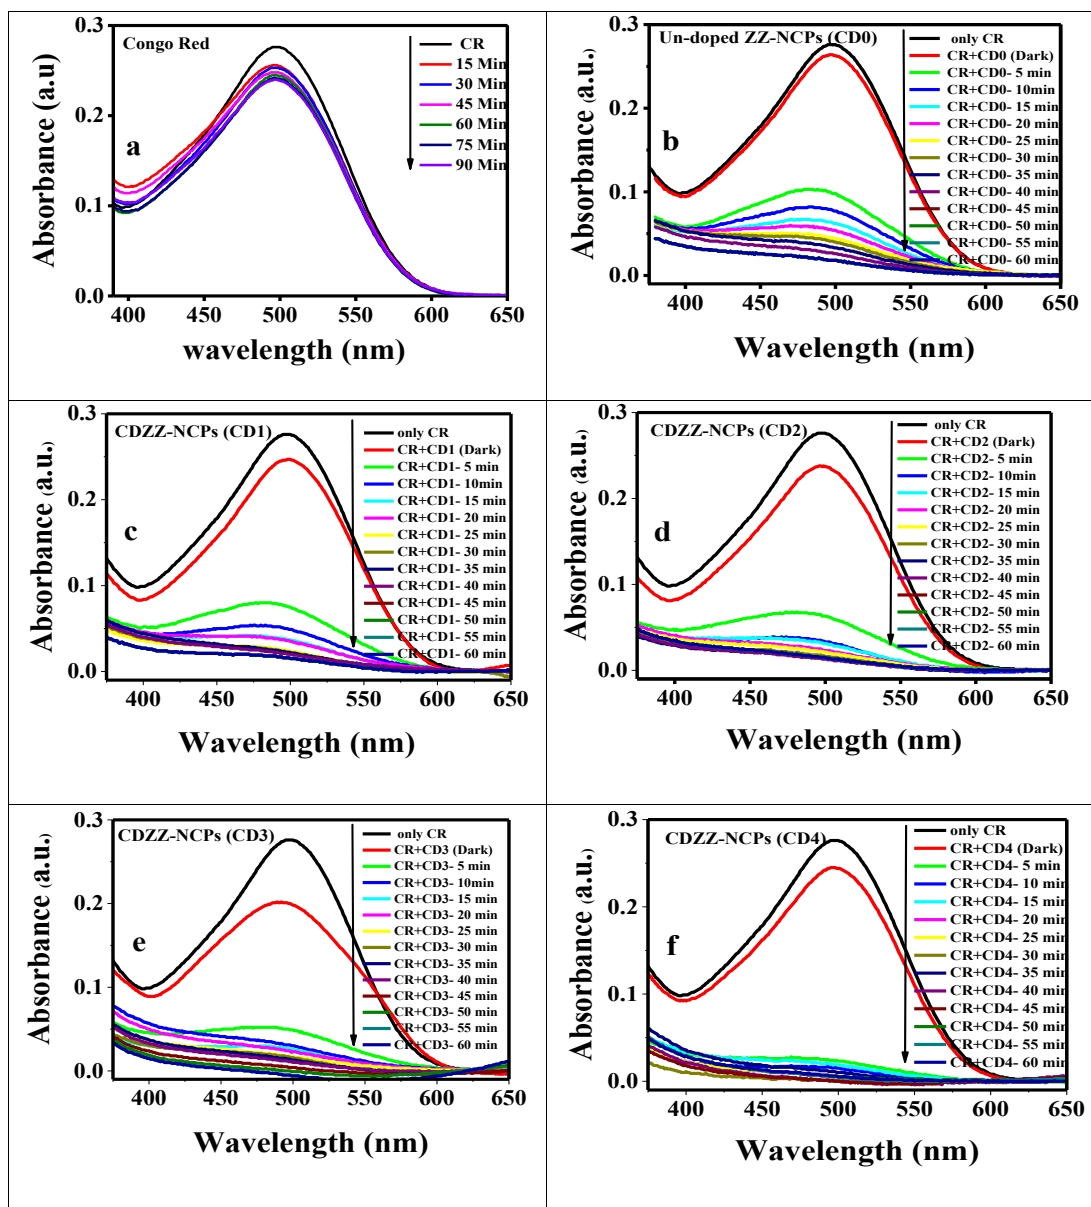 Congo Red
CR
15 Min
30 Min
45 Min
60 Min
75 Min
90 Min
a
Absorbance (a.u)
0.3
0.2
0.1
0.0
400 450 500 550 600 650
wavelength (nm)
Un-doped ZZ-NCPs (CD0)
only CR
CR+CD0 (Dark)
CR+CD0- 5 min
CR+CD0- 10min
CR+CD0- 15 min
CR+CD0- 20 min
CR+CD0- 25 min
CR+CD0- 30 min
CR+CD0- 35 min
CR+CD0- 40 min
CR+CD0- 45 min
CR+CD0- 50 min
CR+CD0- 55 min
CR+CD0- 60 min
b
Absorbance (a.u.)
0.3
0.2
0.1
0.0
400 450 500 550 600 650
Wavelength (nm)
CDZZ-NCPs (CD1)
only CR
CR+CD1 (Dark)
CR+CD1- 5 min
CR+CD1- 10min
CR+CD1- 15 min
CR+CD1- 20 min
CR+CD1- 25 min
CR+CD1- 30 min
CR+CD1- 35 min
CR+CD1- 40 min
CR+CD1- 45 min
CR+CD1- 50 min
CR+CD1- 55 min
CR+CD1- 60 min
c
Absorbance (a.u.)
0.3
0.2
0.1
0.0
400 450 500 550 600 650
Wavelength (nm)
CDZZ-NCPs (CD2)
only CR
CR+CD2 (Dark)
CR+CD2- 5 min
CR+CD2- 10min
CR+CD2- 15 min
CR+CD2- 20 min
CR+CD2- 25 min
CR+CD2- 30 min
CR+CD2- 35 min
CR+CD2- 40 min
CR+CD2- 45 min
CR+CD2- 50 min
CR+CD2- 55 min
CR+CD2- 60 min
d
Absorbance (a.u.)
0.3
0.2
0.1
0.0
400 450 500 550 600 650
Wavelength (nm)
CDZZ-NCPs (CD3)
only CR
CR+CD3 (Dark)
CR+CD3- 5 min
CR+CD3- 10min
CR+CD3- 15 min
CR+CD3- 20 min
CR+CD3- 25 min
CR+CD3- 30 min
CR+CD3- 35 min
CR+CD3- 40 min
CR+CD3- 45 min
CR+CD3- 50 min
CR+CD3- 55 min
CR+CD3- 60 min
e
Absorbance (a.u.)
0.3
0.2
0.1
0.0
400 450 500 550 600 650
Wavelength (nm)
CDZZ-NCPs (CD4)
only CR
CR+CD4 (Dark)
CR+CD4- 5 min
CR+CD4- 10 min
CR+CD4- 15 min
CR+CD4- 20 min
CR+CD4- 25 min
CR+CD4- 30 min
CR+CD4- 35 min
CR+CD4- 40 min
CR+CD4- 45 min
CR+CD4- 50 min
CR+CD4- 55 min
CR+CD4- 60 min
f
Absorbance (a.u.)
0.3
0.2
0.1
0.0
400 450 500 550 600 650
Wavelength (nm)